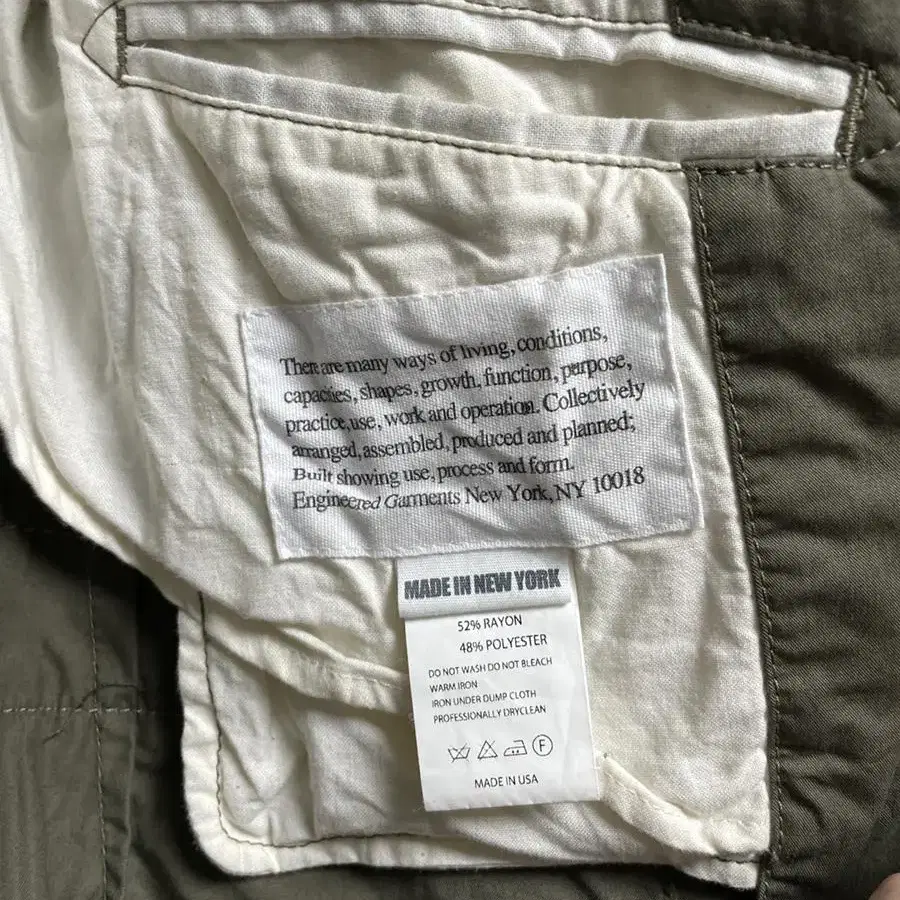 There are many ways of living, conditions,
capacties, shapes, growth, function, purpose,
practice, use, work and operation. Collectively
arranged, assembled, produced and planned;
Built showing use, process and form.
Engineered Garments New York, NY 10018
MADE IN NEW YORK
52% RAYON
48% POLYESTER
DO NOT WASH DO NOT BLEACH
WARM IRON
IRON UNDER DUMP CLOTH
PROFESSIONALLY DRYCLEAN
F
MADE IN USA